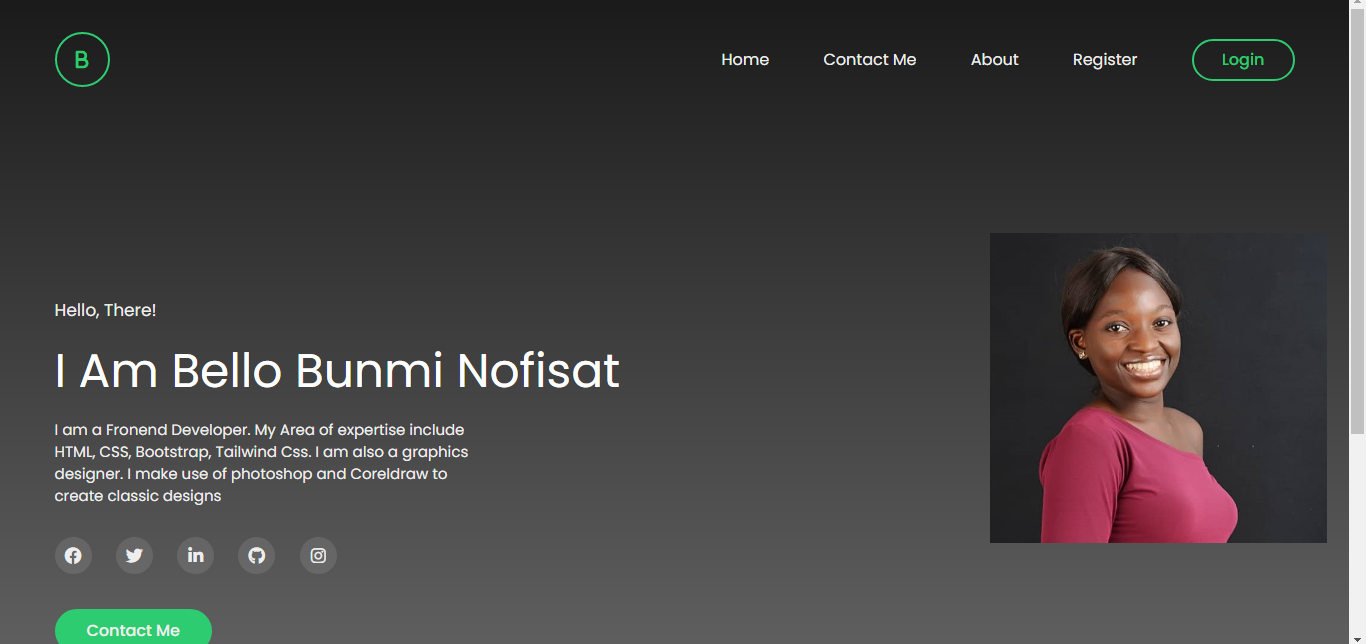 B
Home Contact Me About Register Login
Hello, There!
I Am Bello Bunmi Nofisat
I am a Fronend Developer. My Area of expertise include
HTML, CSS, Bootstrap, Tailwind Css. I am also a graphics
designer. I make use of photoshop and Coreldraw to
create classic designs
in
Contact Me